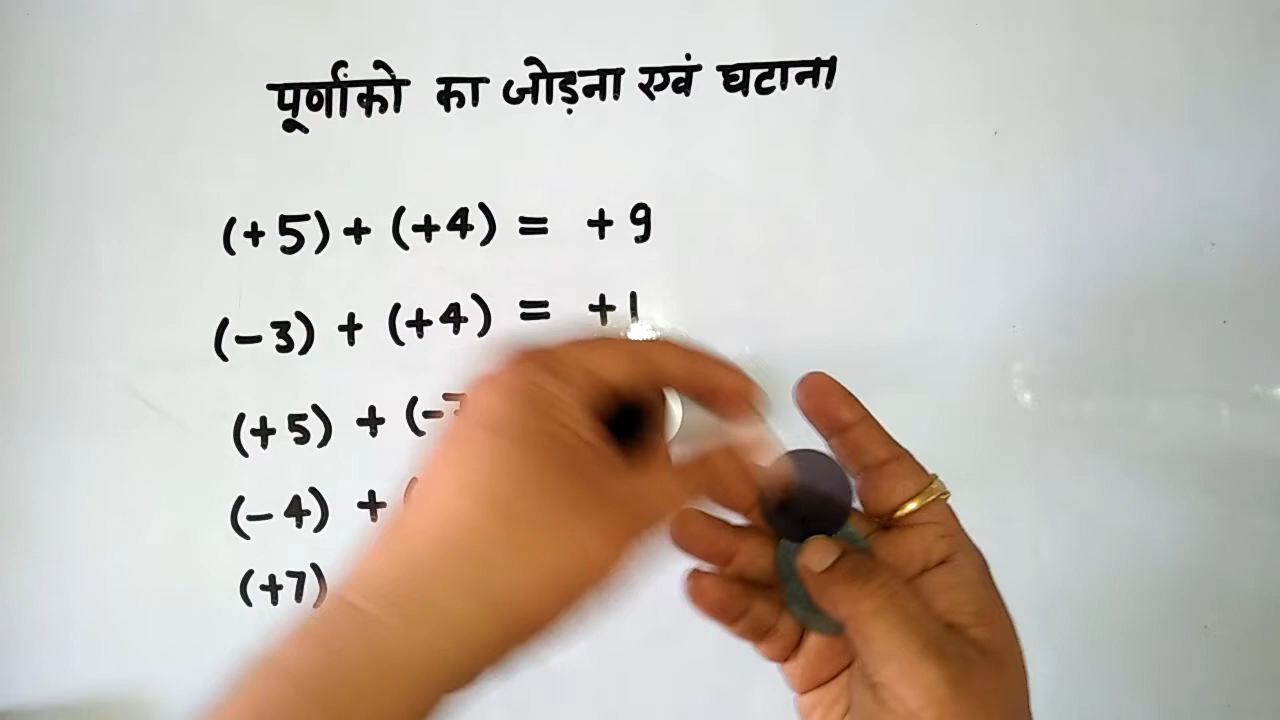 पूर्णांको का जोड़ना एवं घटाना
(+5) + (+4) = +9
(-3) + (+4) = +1
(+5) + (-
(-4) + (
(+7)